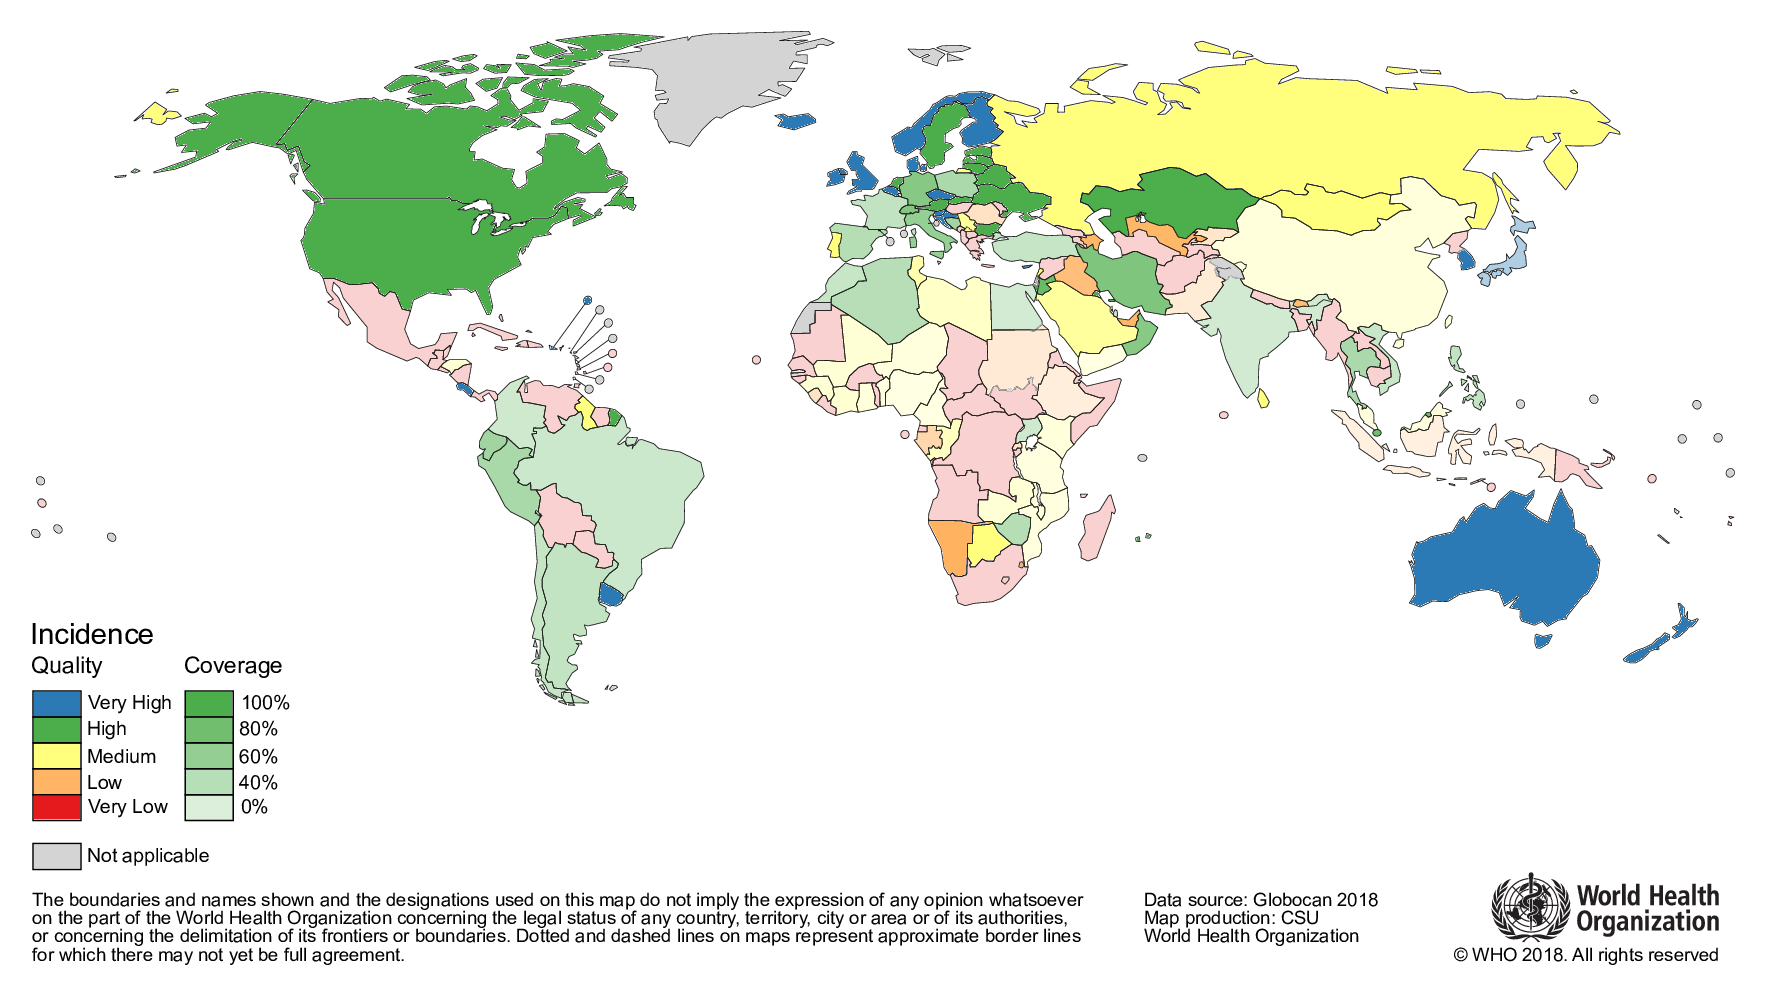 Incidence
Quality Coverage
Very High 100%
High 80%
Medium 60%
Low 40%
Very Low 0%
Not applicable
The boundaries and names shown and the designations used on this map do not imply the expression of any opinion whatsoever
on the part of the World Health Organization concerning the legal status of any country, territory, city or area or of its authorities,
or concerning the delimitation of its frontiers or boundaries. Dotted and dashed lines on maps represent approximate border lines
for which there may not yet be full agreement.
Data source: Globocan 2018
Map production: CSU
World Health Organization
World Health
Organization
© WHO 2018. All rights reserved